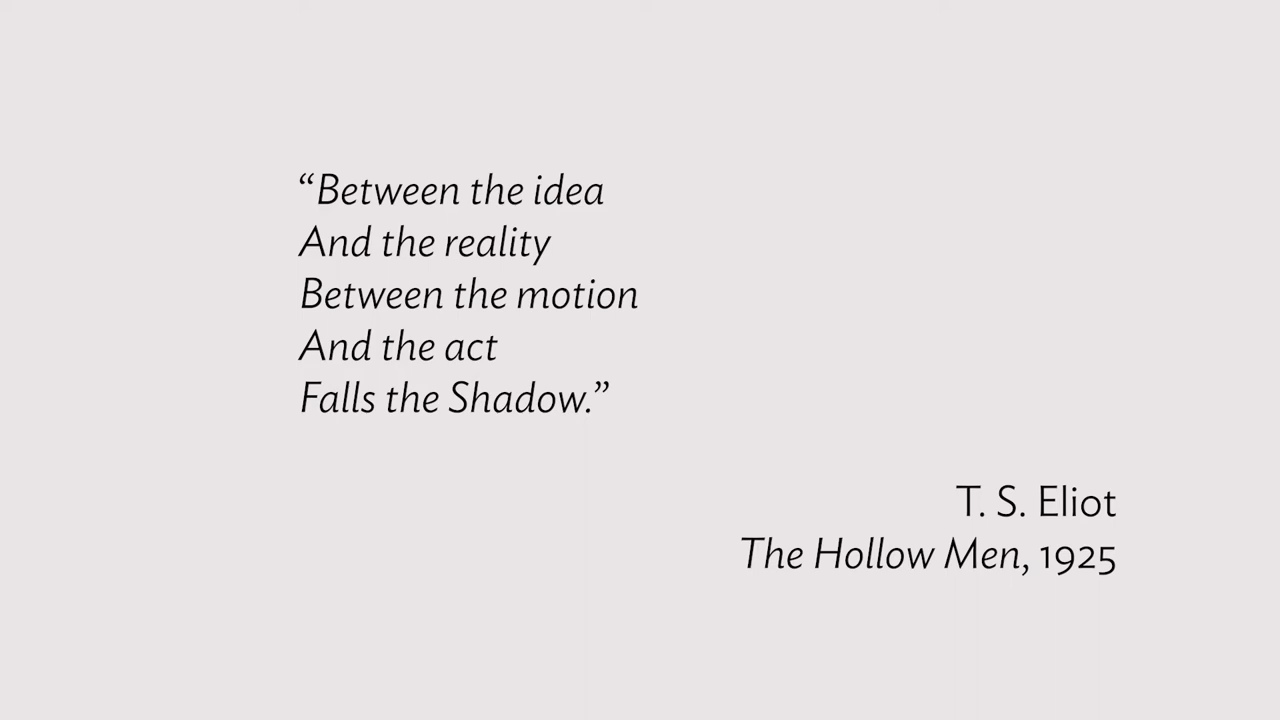 “Between the idea
And the reality
Between the motion
And the act
Falls the Shadow.”
T. S. Eliot
The Hollow Men, 1925